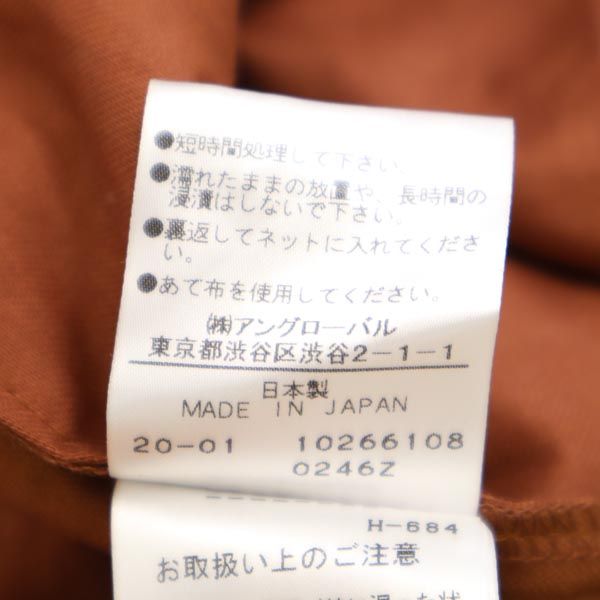 ●短時間処理して下さい。
●濡れたままの放置や、長時間の
浸漬はしないで下さい。
●裏返してネットに入れてくださ
い。
●あて布を使用してください。
㈱アングローバル
東京都渋谷区渋谷2-1-1
日本製
MADE IN JAPAN
20-01 10266108
0246Z
H-684
お取扱い上のご注意